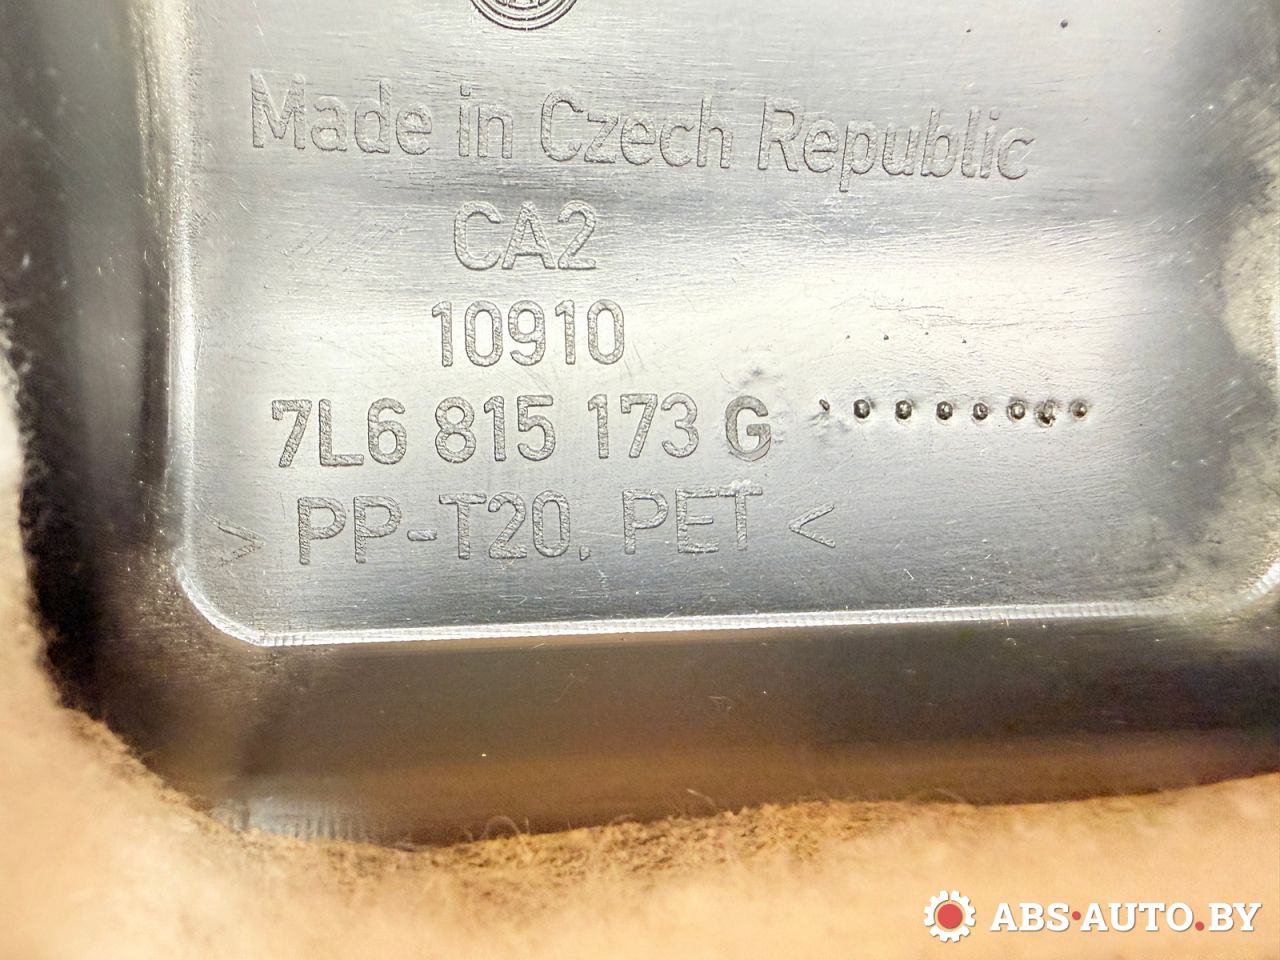 Made in Czech Republic
CA2
10910
7L6 815 173 G
> PP-T20, PET <
ABS·AUTO.BY